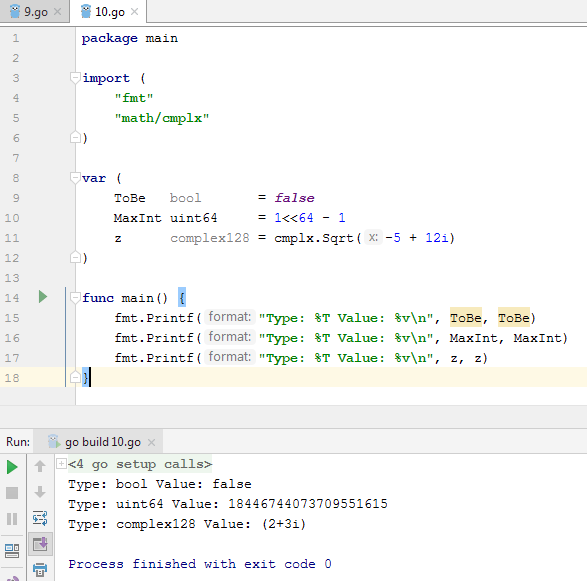 9.go
10.go
1 package main
2
3 import (
4 "fmt"
5 "math/cmplx"
6 )
7
8 var (
9 ToBe bool = false
10 MaxInt uint64 = 1<<64 - 1
11 z complex128 = cmplx.Sqrt( x: -5 + 12i)
12 )
13
14 func main() {
15 fmt.Printf( format: "Type: %T Value: %v\n", ToBe, ToBe)
16 fmt.Printf( format: "Type: %T Value: %v\n", MaxInt, MaxInt)
17 fmt.Printf( format: "Type: %T Value: %v\n", z, z)
18 }
Run: go build 10.go
<4 go setup calls>
Type: bool Value: false
Type: uint64 Value: 18446744073709551615
Type: complex128 Value: (2+3i)
Process finished with exit code 0